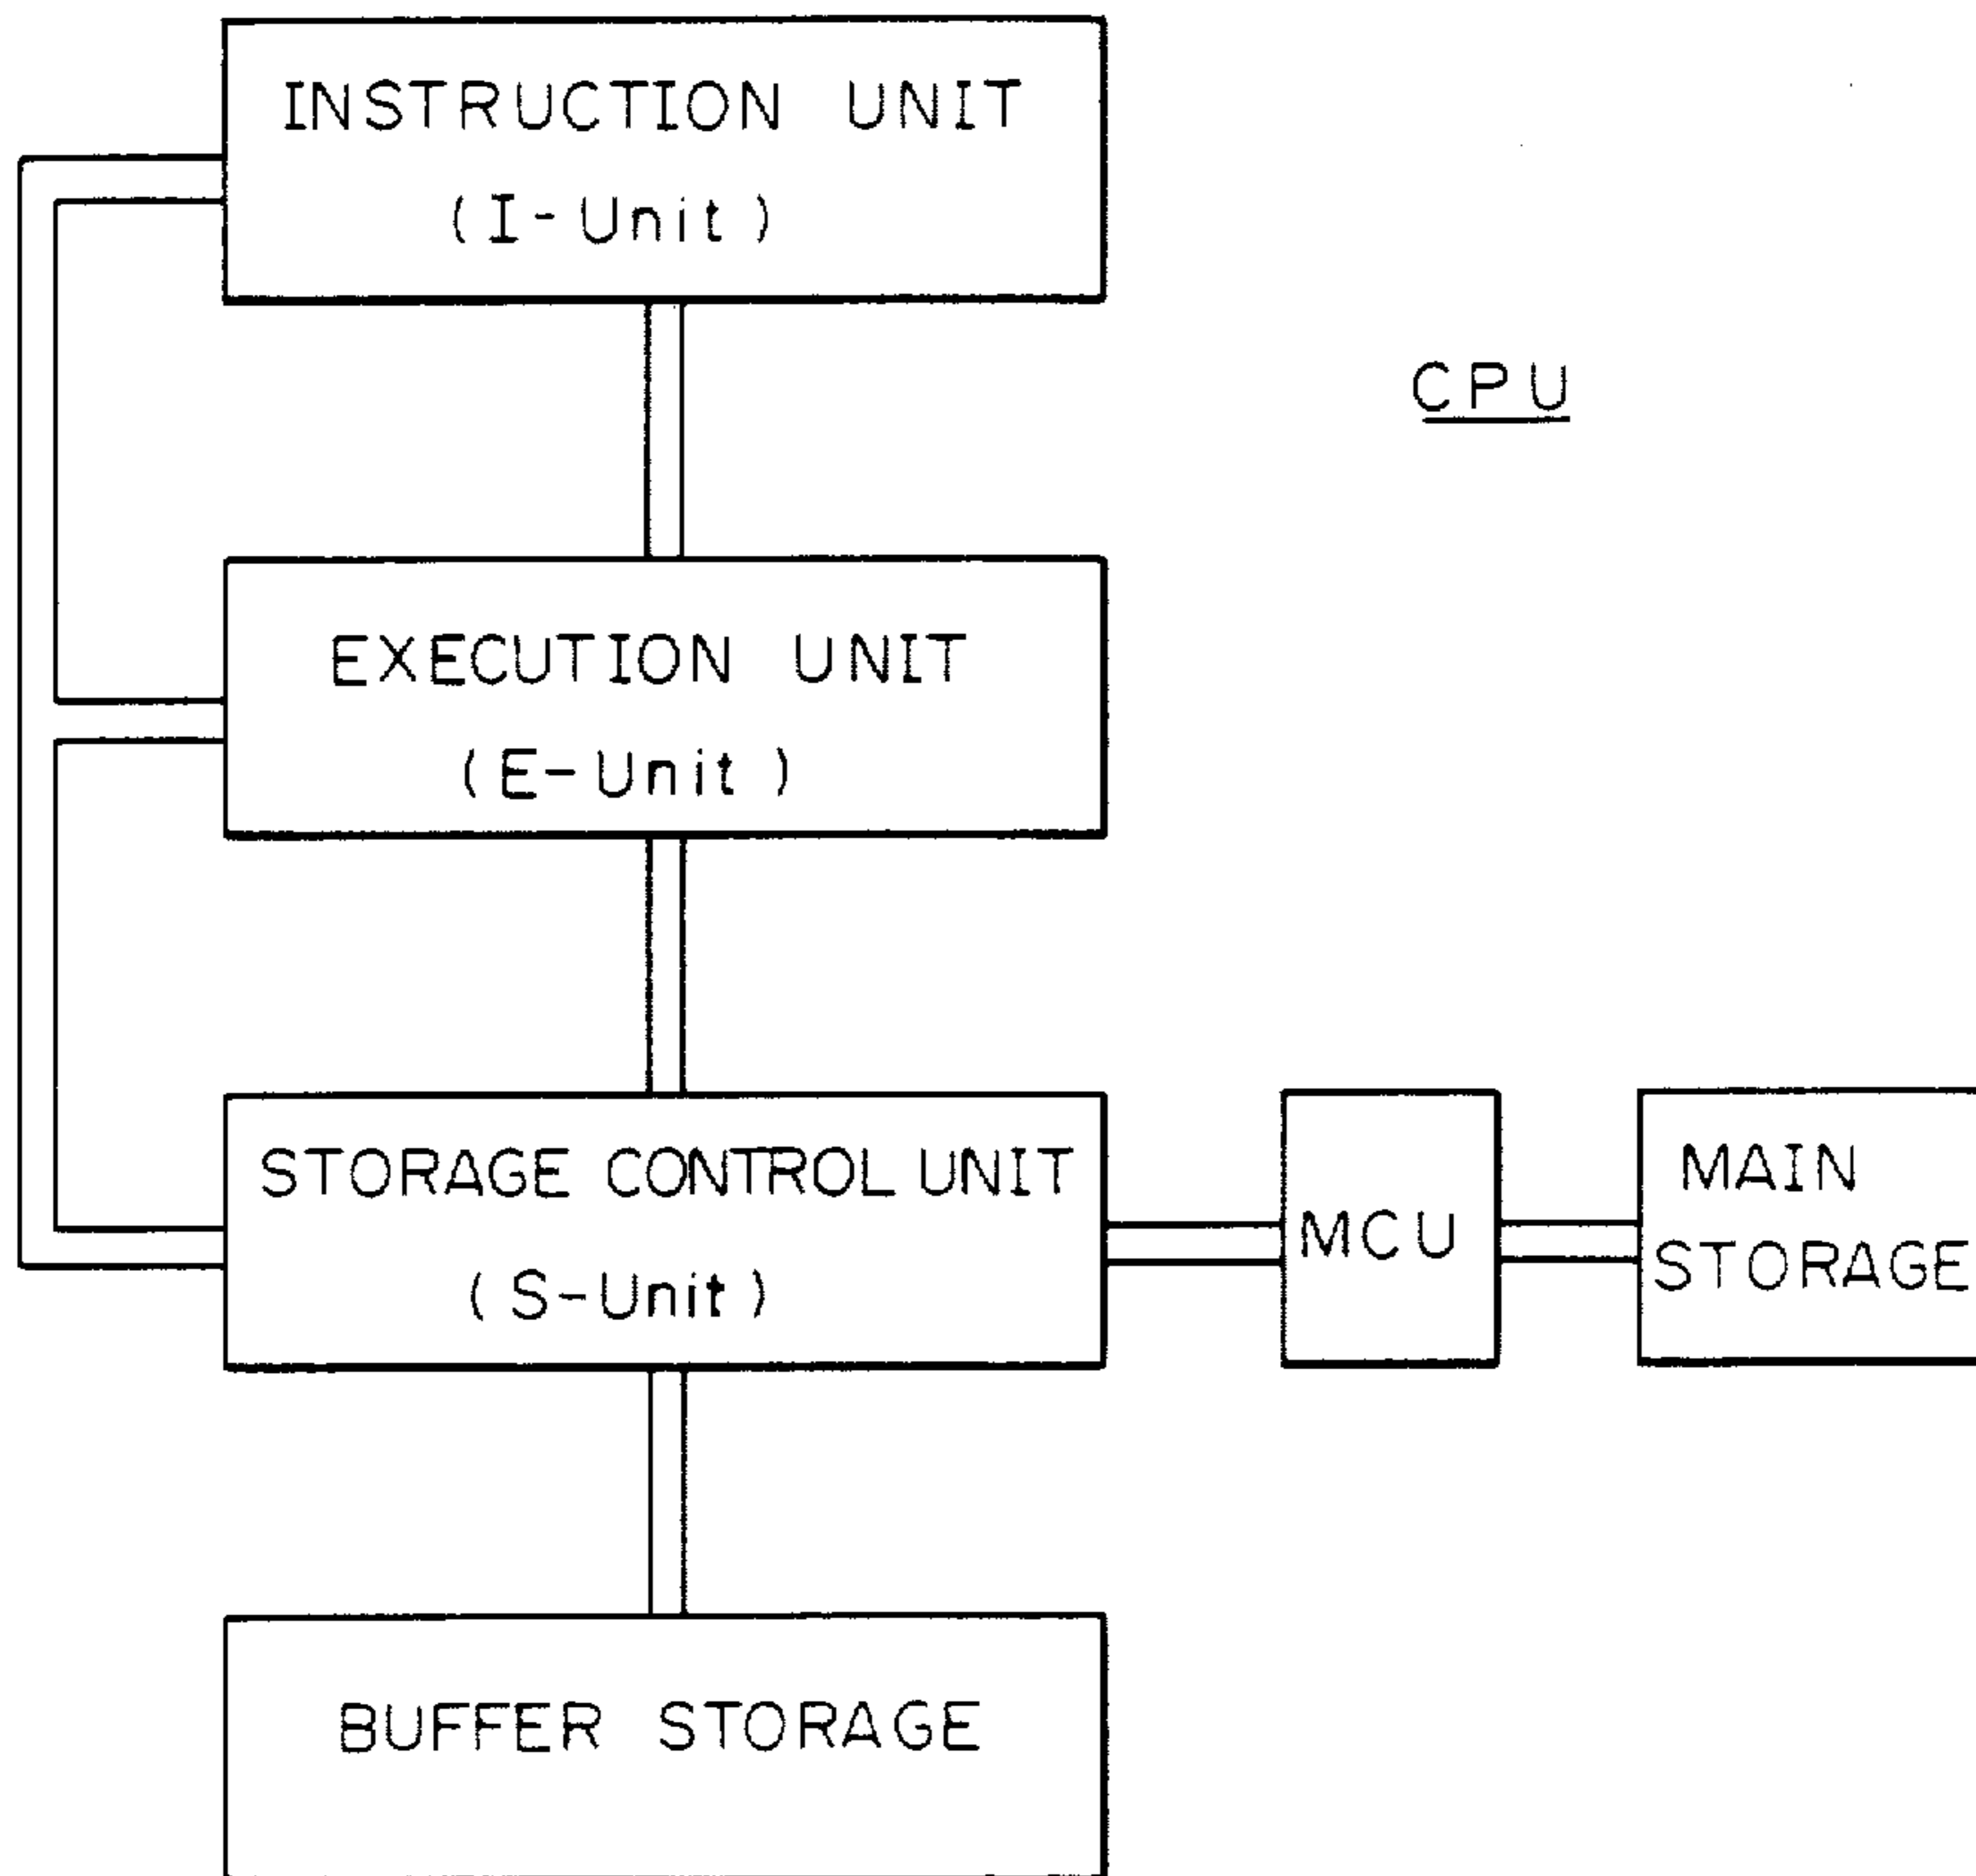 INSTRUCTION UNIT
(I-Unit)
CPU
EXECUTION UNIT
(E-Unit)
STORAGE CONTROL UNIT
(S-Unit)
MCU
MAIN
STORAGE
BUFFER STORAGE